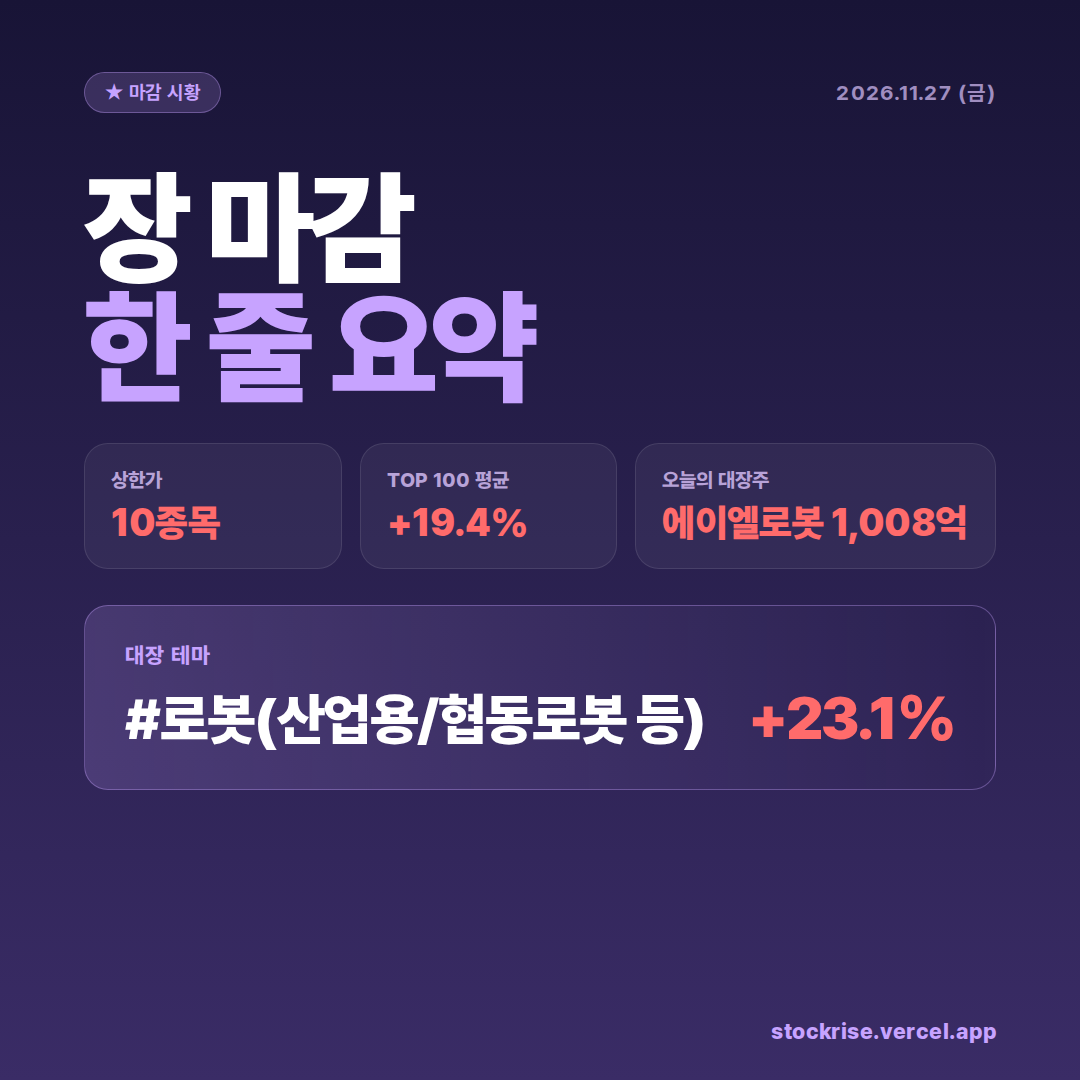 ★ 마감 시황
2026.11.27 (금)
장 마감
한 줄 요약
상한가
10종목
TOP 100 평균
+19.4%
오늘의 대장주
에이엘로봇 1,008억
대장 테마
#로봇(산업용/협동로봇 등) +23.1%
stockrise.vercel.app